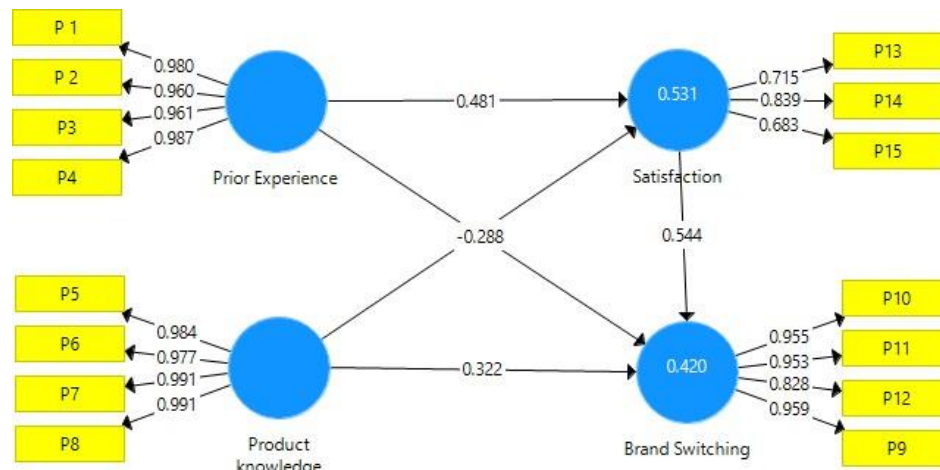 P 1
P 2
P3
P4
0.980
0.960
0.961
0.987
Prior Experience
0.481
0.531
Satisfaction
0.715
0.839
0.683
P13
P14
P15
-0.288
0.544
P5
P6
P7
P8
0.984
0.977
0.991
0.991
Product
knowledge
0.322
0.420
Brand Switching
0.955
0.953
0.828
0.959
P10
P11
P12
P9